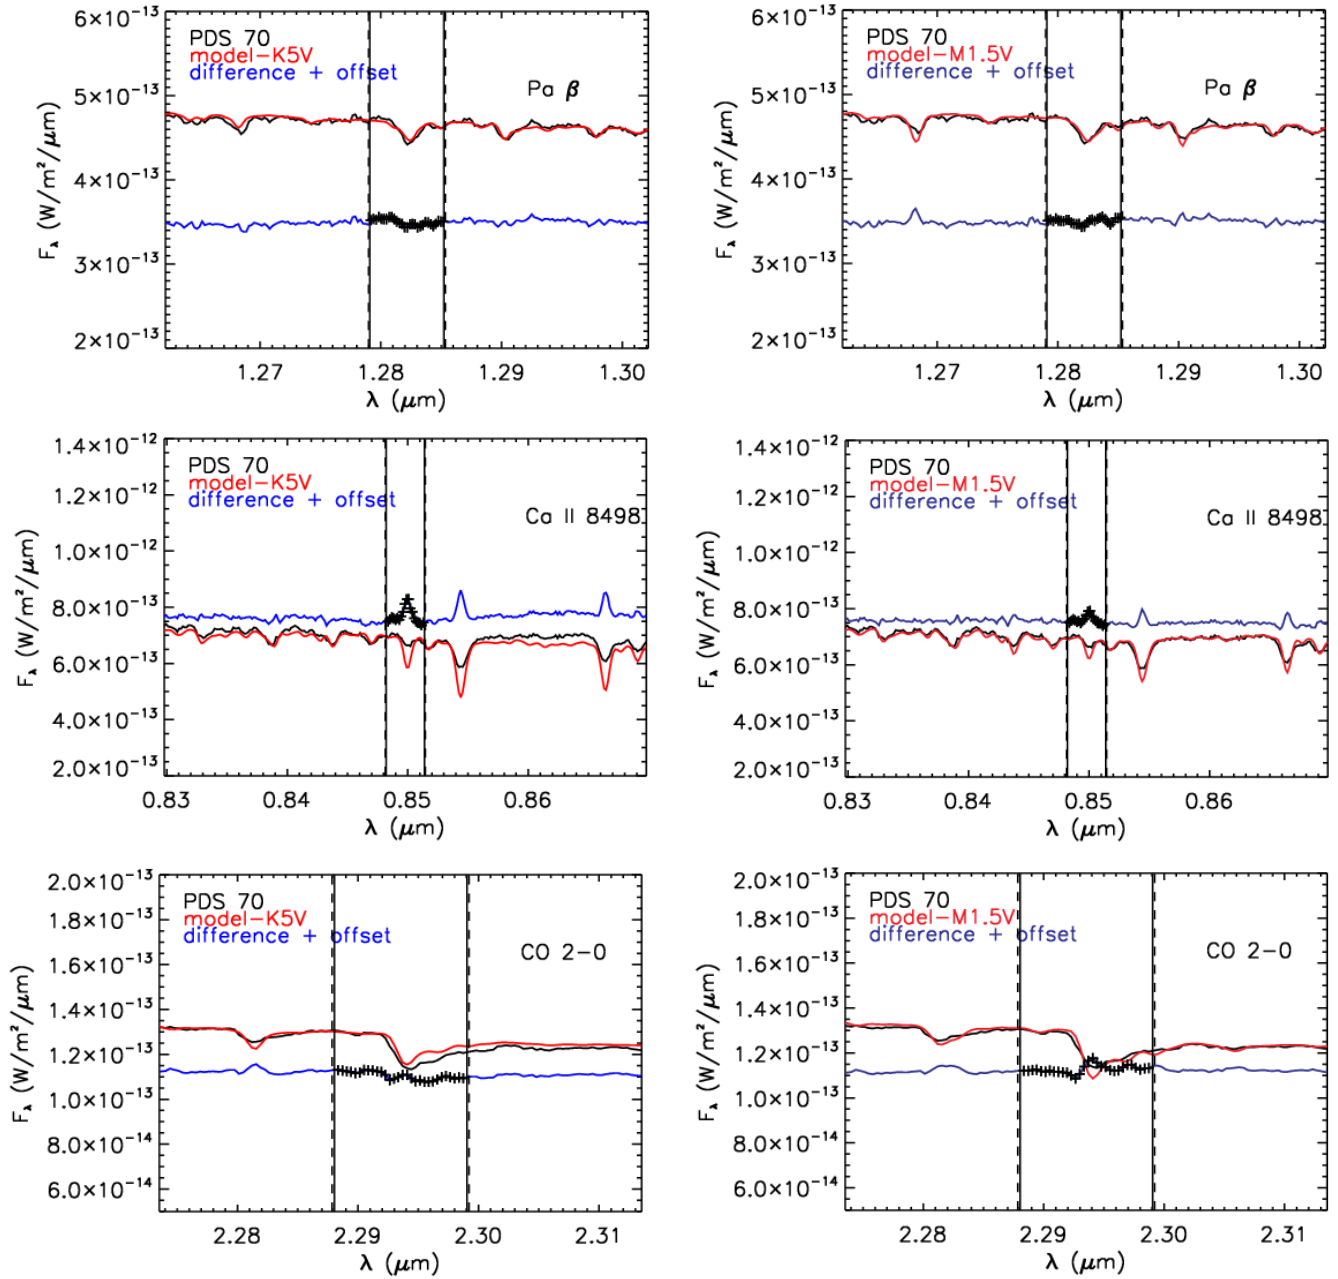 6×10⁻¹³
5×10⁻¹³
4×10⁻¹³
3×10⁻¹³
2×10⁻¹³
F_λ (W/m²/μm)
PDS 70
model-K5V
difference + offset
Pa β
1.27 1.28 1.29 1.30
λ (μm)
6×10⁻¹³
5×10⁻¹³
4×10⁻¹³
3×10⁻¹³
2×10⁻¹³
F_λ (W/m²/μm)
PDS 70
model-M1.5V
difference + offset
Pa β
1.27 1.28 1.29 1.30
λ (μm)
1.4×10⁻¹²
1.2×10⁻¹²
1.0×10⁻¹²
8.0×10⁻¹³
6.0×10⁻¹³
4.0×10⁻¹³
2.0×10⁻¹³
F_λ (W/m²/μm)
PDS 70
model-K5V
difference + offset
Ca II 8498
0.83 0.84 0.85 0.86
λ (μm)
1.4×10⁻¹²
1.2×10⁻¹²
1.0×10⁻¹²
8.0×10⁻¹³
6.0×10⁻¹³
4.0×10⁻¹³
2.0×10⁻¹³
F_λ (W/m²/μm)
PDS 70
model-M1.5V
difference + offset
Ca II 8498
0.83 0.84 0.85 0.86
λ (μm)
2.0×10⁻¹³
1.8×10⁻¹³
1.6×10⁻¹³
1.4×10⁻¹³
1.2×10⁻¹³
1.0×10⁻¹³
8.0×10⁻¹⁴
6.0×10⁻¹⁴
F_λ (W/m²/μm)
PDS 70
model-K5V
difference + offset
CO 2-0
2.28 2.29 2.30 2.31
λ (μm)
2.0×10⁻¹³
1.8×10⁻¹³
1.6×10⁻¹³
1.4×10⁻¹³
1.2×10⁻¹³
1.0×10⁻¹³
8.0×10⁻¹⁴
6.0×10⁻¹⁴
F_λ (W/m²/μm)
PDS 70
model-M1.5V
difference + offset
CO 2-0
2.28 2.29 2.30 2.31
λ (μm)